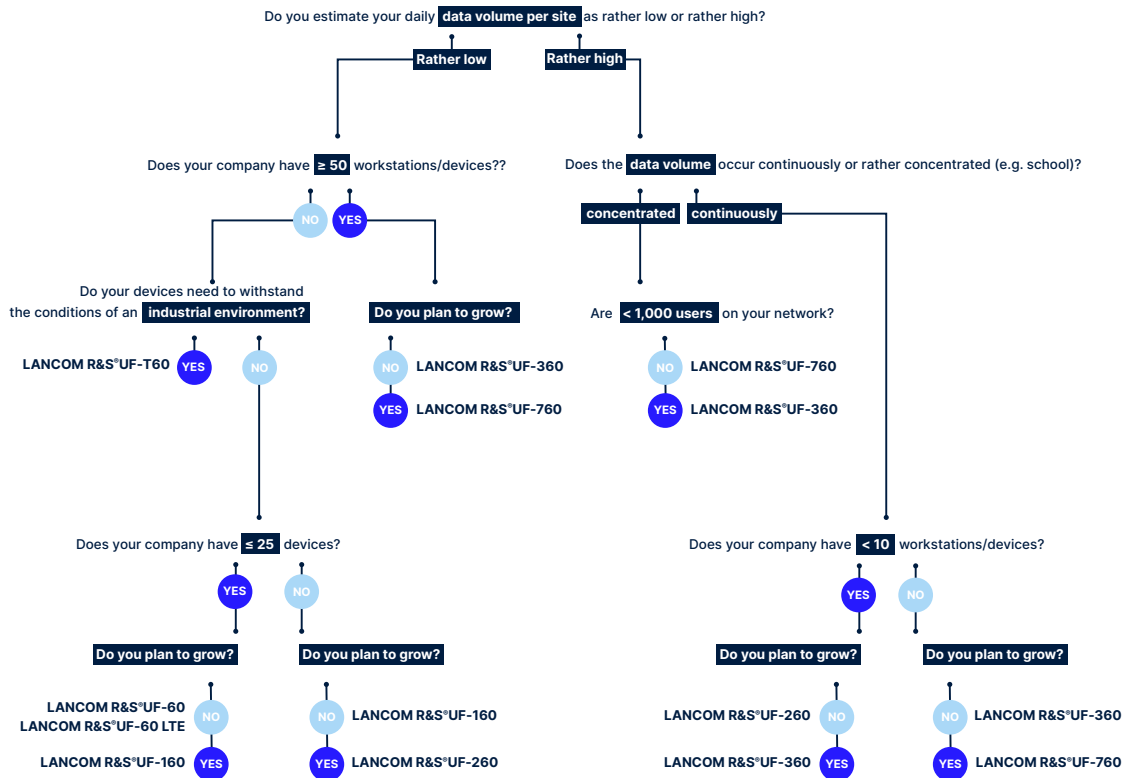 Do you estimate your daily data volume per site as rather low or rather high?
Rather low
Rather high
Does your company have ≥ 50 workstations/devices??
NO
YES
Does the data volume occur continuously or rather concentrated (e.g. school)?
concentrated
continuously
Do your devices need to withstand
the conditions of an industrial environment?
LANCOM R&S®UF-T60
YES
NO
Do you plan to grow?
NO
LANCOM R&S®UF-360
YES
LANCOM R&S®UF-760
Are < 1,000 users on your network?
NO
LANCOM R&S®UF-760
YES
LANCOM R&S®UF-360
Does your company have ≤ 25 devices?
YES
NO
Do you plan to grow?
LANCOM R&S®UF-60
LANCOM R&S®UF-60 LTE
NO
LANCOM R&S®UF-160
YES
Do you plan to grow?
NO
LANCOM R&S®UF-160
YES
LANCOM R&S®UF-260
Does your company have < 10 workstations/devices?
YES
NO
Do you plan to grow?
LANCOM R&S®UF-260
NO
LANCOM R&S®UF-360
YES
Do you plan to grow?
NO
LANCOM R&S®UF-360
YES
LANCOM R&S®UF-760